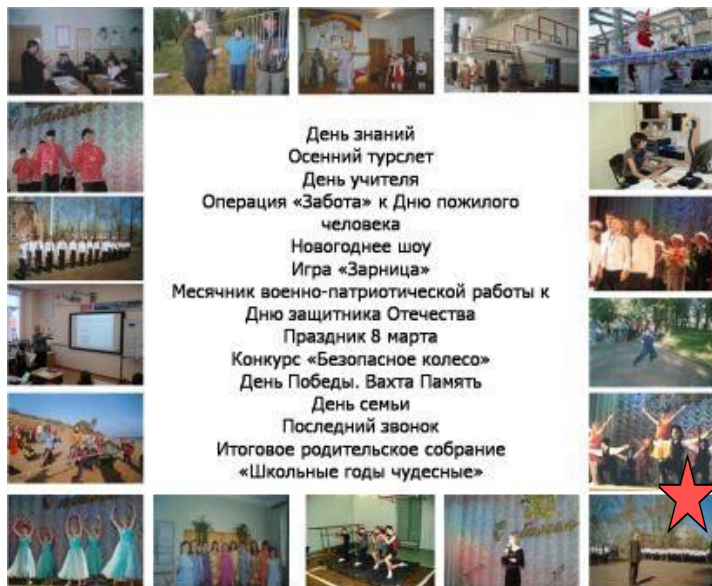 День знаний
Осенний турслет
День учителя
Операция «Забота» к Дню пожилого
человека
Новогоднее шоу
Игра «Зарница»
Месячник военно-патриотической работы к
Дню защитника Отечества
Праздник 8 марта
Конкурс «Безопасное колесо»
День Победы. Вахта Память
День семьи
Последний звонок
Итоговое родительское собрание
«Школьные годы чудесные»